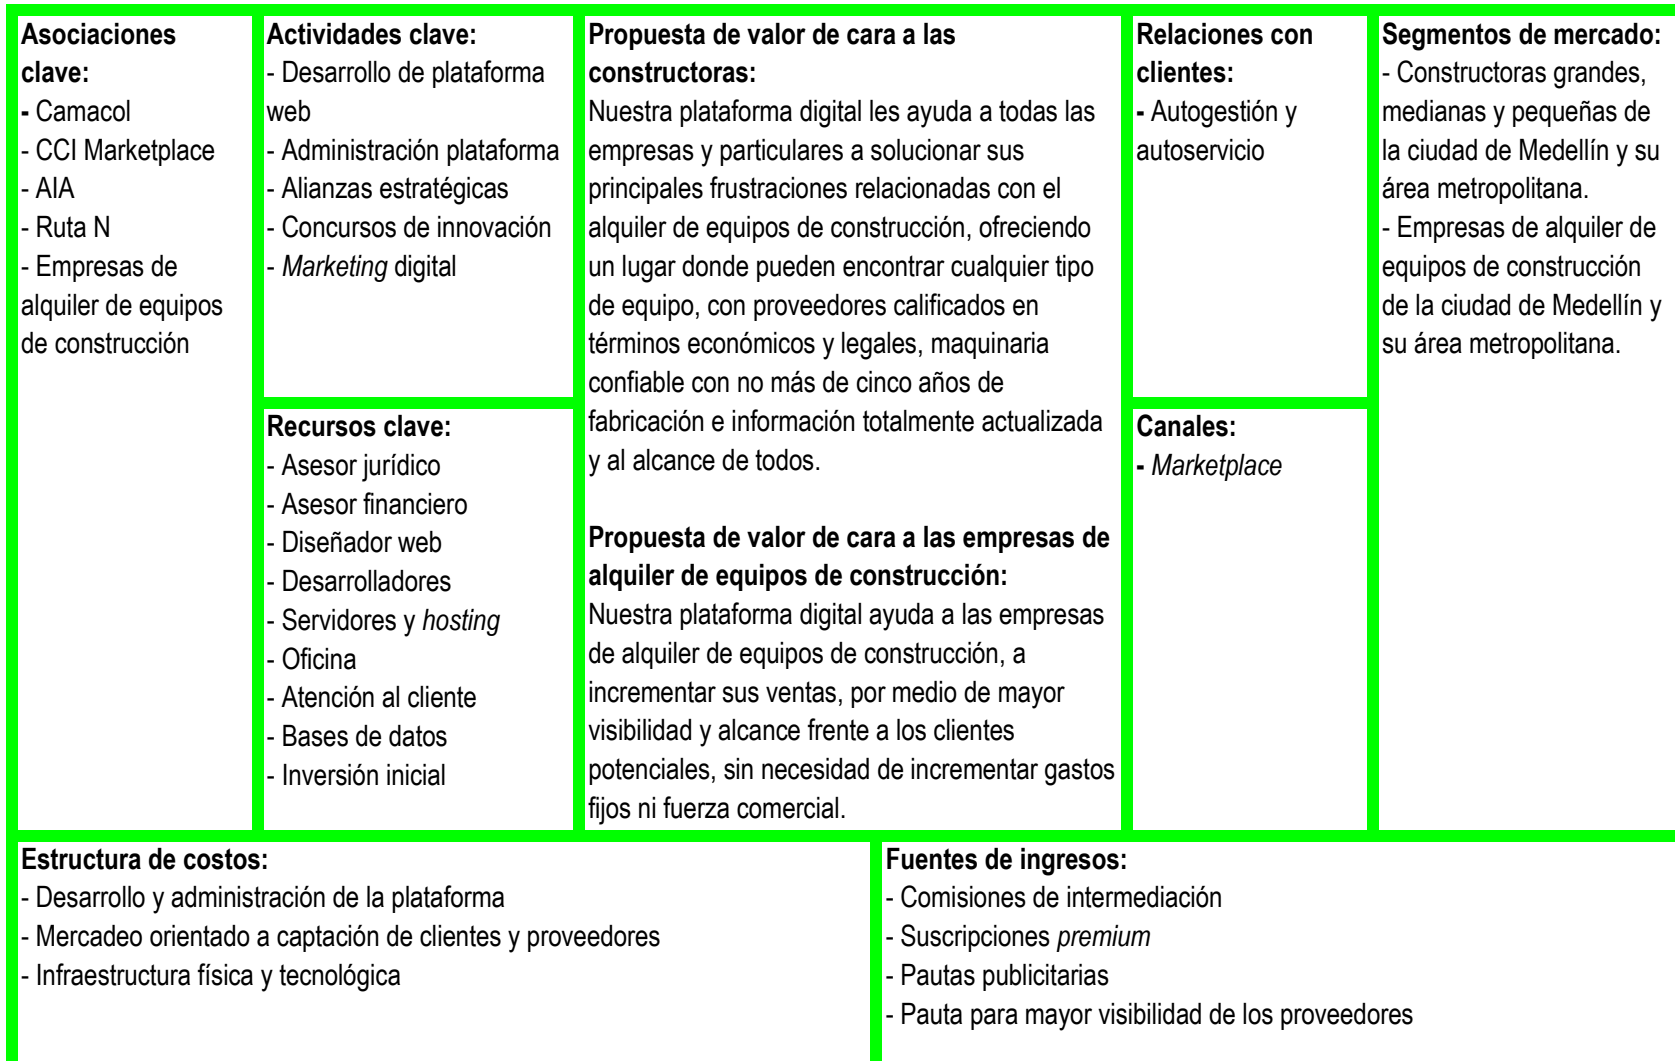 Asociaciones
clave:
- Camacol
- CCI Marketplace
- AIA
- Ruta N
- Empresas de
alquiler de equipos
de construcción
Actividades clave:
- Desarrollo de plataforma
web
- Administración plataforma
- Alianzas estratégicas
- Concursos de innovación
- Marketing digital
Recursos clave:
- Asesor jurídico
- Asesor financiero
- Diseñador web
- Desarrolladores
- Servidores y hosting
- Oficina
- Atención al cliente
- Bases de datos
- Inversión inicial
Propuesta de valor de cara a las
constructoras:
Nuestra plataforma digital les ayuda a todas las
empresas y particulares a solucionar sus
principales frustraciones relacionadas con el
alquiler de equipos de construcción, ofreciendo
un lugar donde pueden encontrar cualquier tipo
de equipo, con proveedores calificados en
términos económicos y legales, maquinaria
confiable con no más de cinco años de
fabricación e información totalmente actualizada
y al alcance de todos.
Propuesta de valor de cara a las empresas de
alquiler de equipos de construcción:
Nuestra plataforma digital ayuda a las empresas
de alquiler de equipos de construcción, a
incrementar sus ventas, por medio de mayor
visibilidad y alcance frente a los clientes
potenciales, sin necesidad de incrementar gastos
fijos ni fuerza comercial.
Relaciones con
clientes:
- Autogestión y
autoservicio
Canales:
- Marketplace
Segmentos de mercado:
- Constructoras grandes,
medianas y pequeñas de
la ciudad de Medellín y su
área metropolitana.
- Empresas de alquiler de
equipos de construcción
de la ciudad de Medellín y
su área metropolitana.
Estructura de costos:
- Desarrollo y administración de la plataforma
- Mercadeo orientado a captación de clientes y proveedores
- Infraestructura física y tecnológica
Fuentes de ingresos:
- Comisiones de intermediación
- Suscripciones premium
- Pautas publicitarias
- Pauta para mayor visibilidad de los proveedores